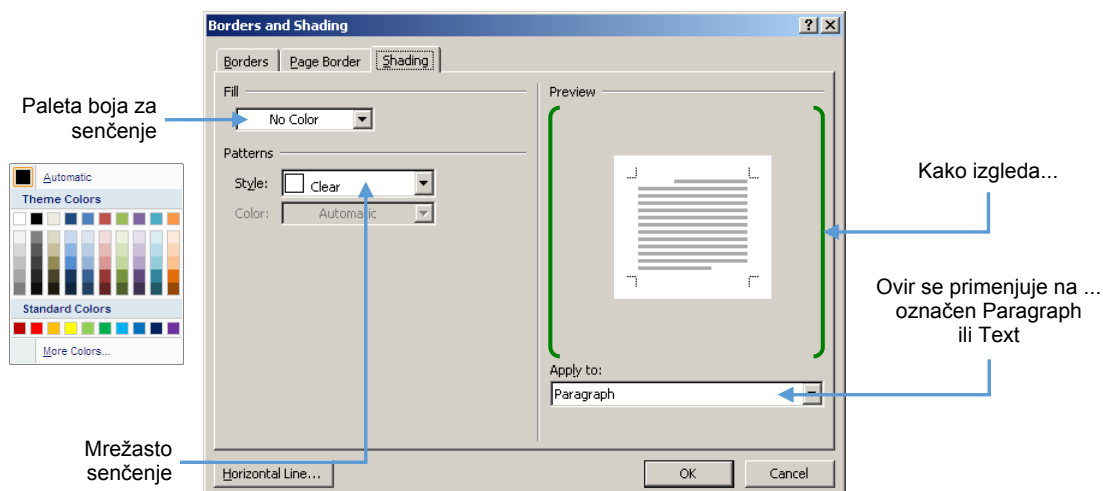 Borders and Shading
Borders
Page Border
Shading
Fill
No Color
Patterns
Style:
Clear
Color:
Automatic
Preview
Apply to:
Paragraph
Horizontal Line...
OK
Cancel
Paleta boja za
senčenje
Automatic
Theme Colors
Standard Colors
More Colors...
Mrežasto
senčenje
Kako izgleda...
Ovir se primenjuje na ...
označen Paragraph
ili Text